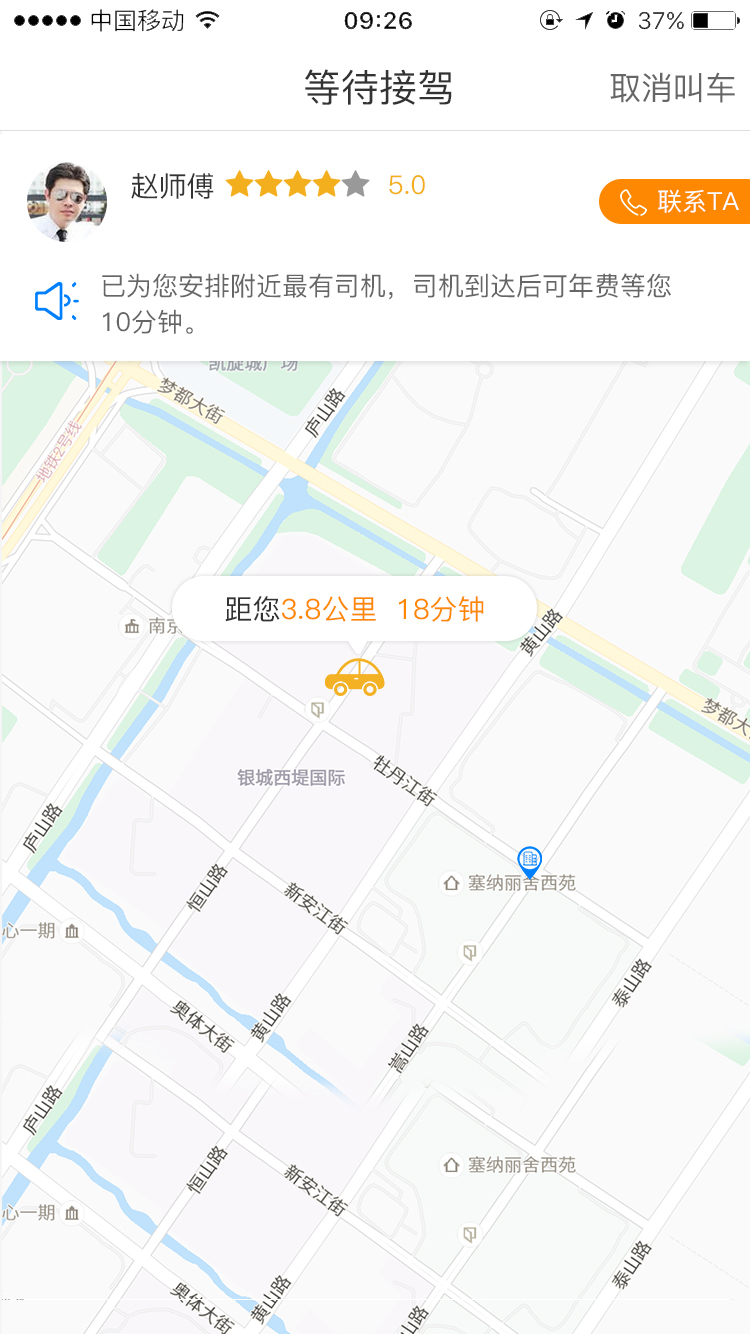 中国移动
09:26
37%
等待接驾
取消叫车
赵师傅
5.0
联系TA
已为您安排附近最有司机，司机到达后可年费等您
10分钟。
凯旋城广场
梦都大街
庐山路
地铁2号线
距您3.8公里 18分钟
南京
黄山路
梦都大
牡丹江街
银城西堤国际
庐山路
塞纳丽舍西苑
恒山路
新安江街
心一期
泰山路
奥体大街
黄山路
嵩山路
庐山路
塞纳丽舍西苑
恒山路
新安江街
心一期
泰山路
奥体大街
黄山路
山路